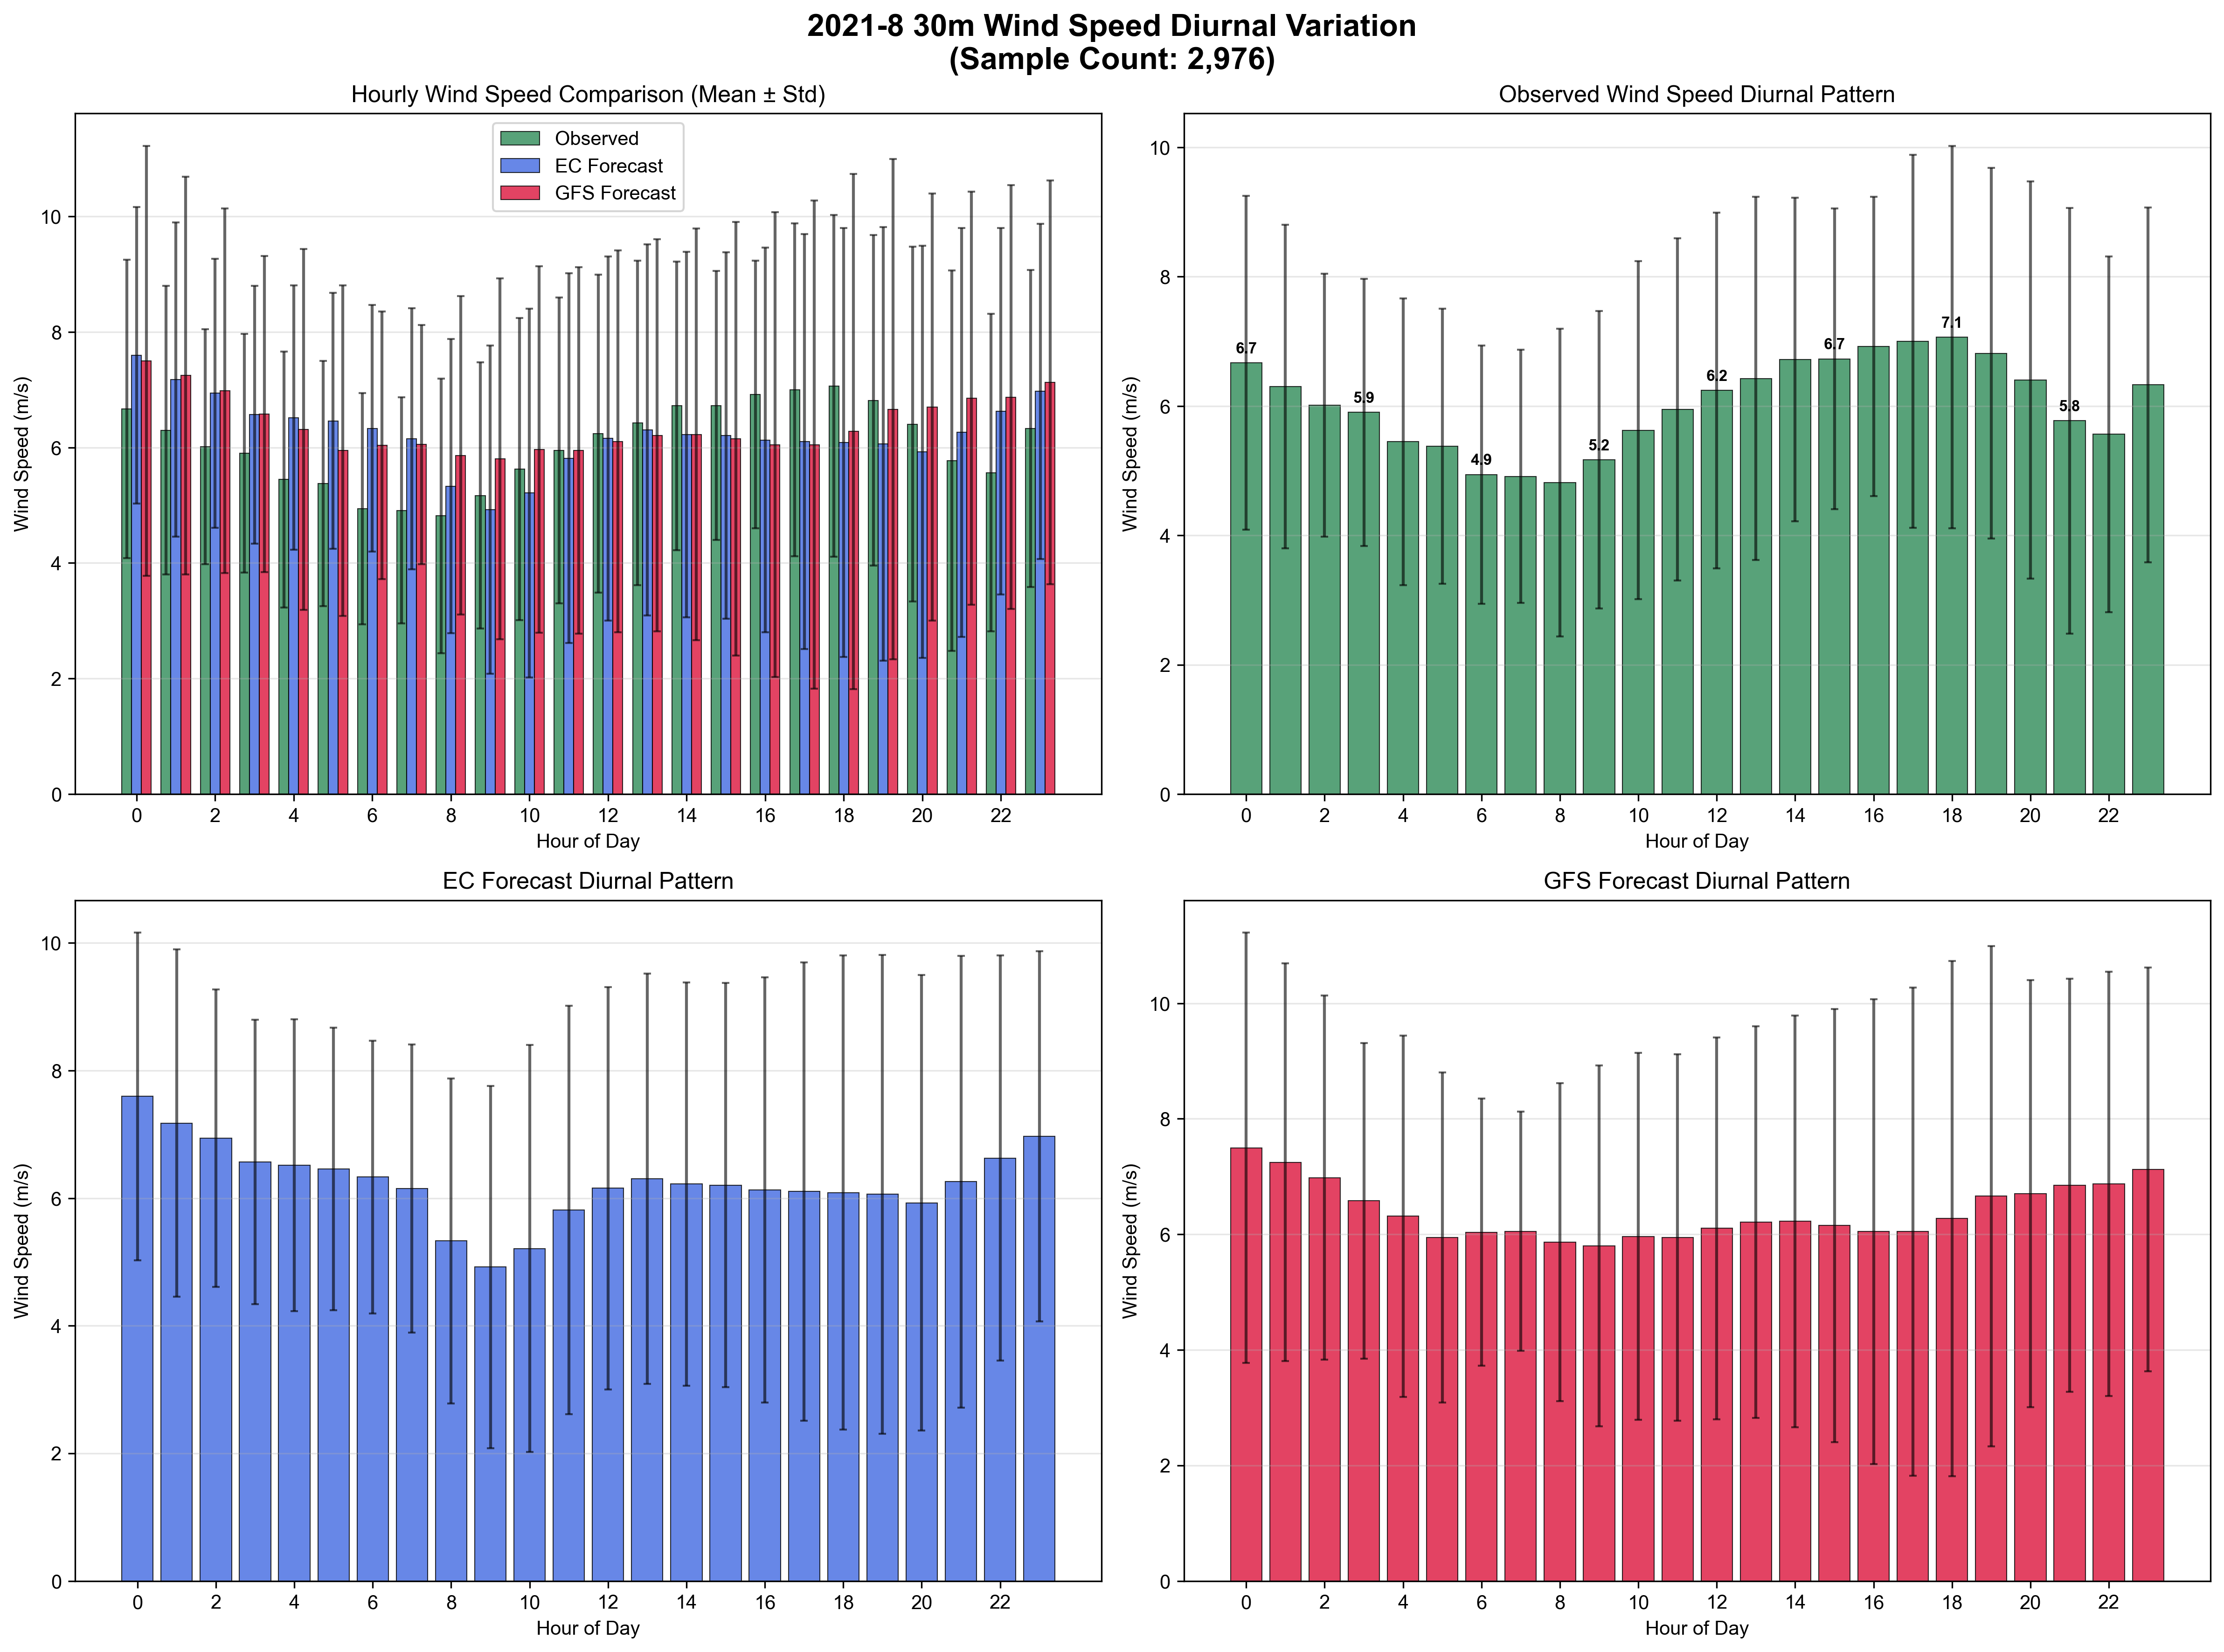 2021-8 30m Wind Speed Diurnal Variation
(Sample Count: 2,976)
Hourly Wind Speed Comparison (Mean ± Std)
Observed
EC Forecast
GFS Forecast
Wind Speed (m/s)
10
8
6
4
2
0
0 2 4 6 8 10 12 14 16 18 20 22
Hour of Day
Observed Wind Speed Diurnal Pattern
Wind Speed (m/s)
10
8
6
4
2
0
6.7 5.9 4.9 5.2 6.2 6.7 7.1 5.8
0 2 4 6 8 10 12 14 16 18 20 22
Hour of Day
EC Forecast Diurnal Pattern
Wind Speed (m/s)
10
8
6
4
2
0
0 2 4 6 8 10 12 14 16 18 20 22
Hour of Day
GFS Forecast Diurnal Pattern
Wind Speed (m/s)
10
8
6
4
2
0
0 2 4 6 8 10 12 14 16 18 20 22
Hour of Day